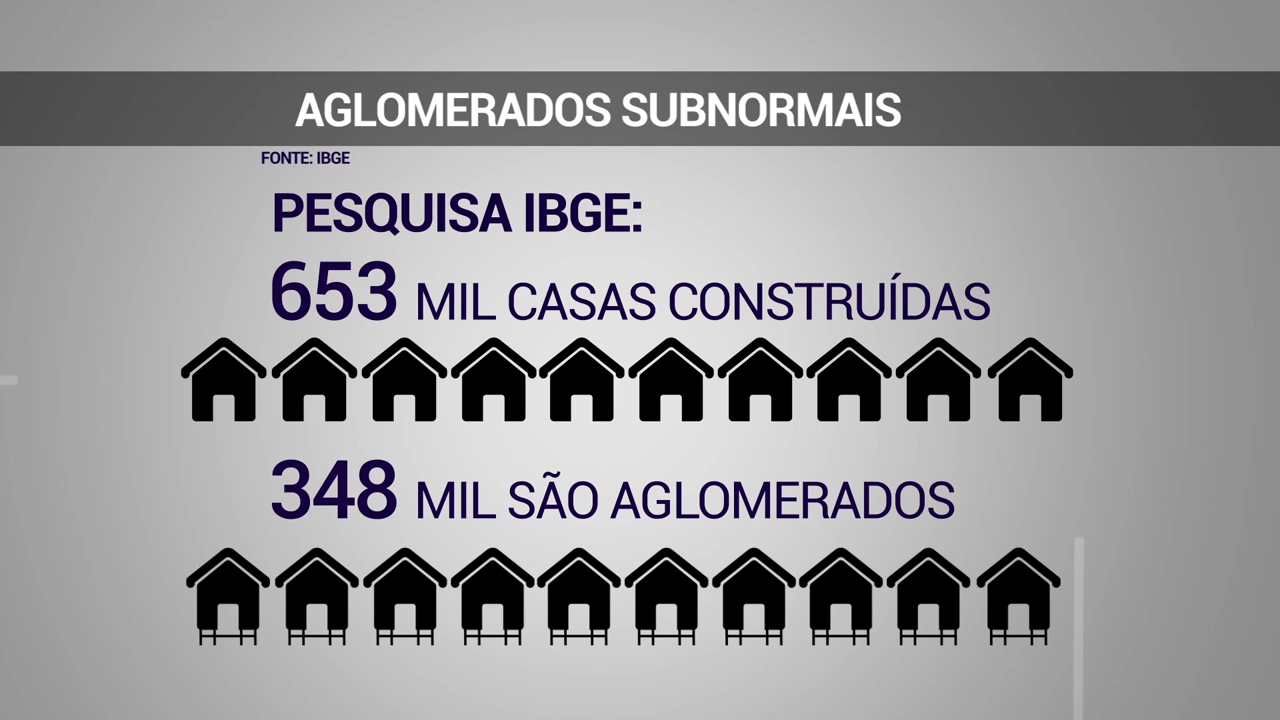 AGLOMERADOS SUBNORMAIS
FONTE: IBGE
PESQUISA IBGE:
653 MIL CASAS CONSTRUÍDAS
348 MIL SÃO AGLOMERADOS